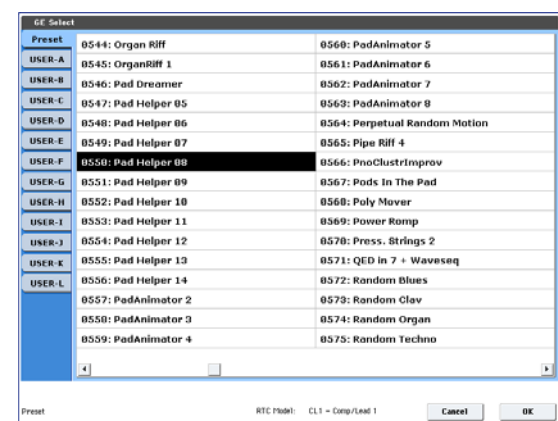 GE Select
Preset
USER-A
USER-B
USER-C
USER-D
USER-E
USER-F
USER-G
USER-H
USER-I
USER-J
USER-K
USER-L
0544: Organ Riff
0545: OrganRiff 1
0546: Pad Dreamer
0547: Pad Helper 05
0548: Pad Helper 06
0549: Pad Helper 07
0550: Pad Helper 08
0551: Pad Helper 09
0552: Pad Helper 10
0553: Pad Helper 11
0554: Pad Helper 12
0555: Pad Helper 13
0556: Pad Helper 14
0557: PadAnimator 2
0558: PadAnimator 3
0559: PadAnimator 4
0560: PadAnimator 5
0561: PadAnimator 6
0562: PadAnimator 7
0563: PadAnimator 8
0564: Perpetual Random Motion
0565: Pipe Riff 4
0566: PnoClustrImprov
0567: Pods In The Pad
0568: Poly Mover
0569: Power Romp
0570: Press. Strings 2
0571: QED in 7 + Waveseq
0572: Random Blues
0573: Random Clav
0574: Random Organ
0575: Random Techno
Preset
RTC Model: CL1 - Comp/Lead 1
Cancel
OK